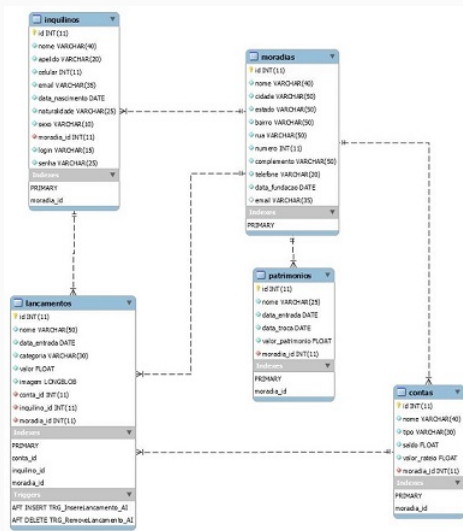 inquilinos
id INT(11)
nome VARCHAR(40)
apelido VARCHAR(20)
celular INT(11)
email VARCHAR(35)
data_nascimento DATE
naturalidade VARCHAR(25)
sexo VARCHAR(10)
moradia_id INT(11)
login VARCHAR(15)
senha VARCHAR(25)
Indexes
PRIMARY
moradia_id
moradias
id INT(11)
nome VARCHAR(40)
cidade VARCHAR(50)
estado VARCHAR(50)
bairro VARCHAR(50)
rua VARCHAR(50)
numero INT(11)
complemento VARCHAR(50)
telefone VARCHAR(20)
data_fundacao DATE
email VARCHAR(35)
Indexes
PRIMARY
patrimonios
id INT(11)
nome VARCHAR(25)
data_entrada DATE
data_troca DATE
valor_patrimonio FLOAT
moradia_id INT(11)
Indexes
PRIMARY
moradia_id
lancamentos
id INT(11)
nome VARCHAR(50)
data_entrada DATE
categoria VARCHAR(30)
valor FLOAT
imagem LONGBLOB
conta_id INT(11)
inquilino_id INT(11)
moradia_id INT(11)
Indexes
PRIMARY
conta_id
inquilino_id
moradia_id
Triggers
AFT INSERT TRG_InsereLancamento_AI
AFT DELETE TRG_RemoveLancamento_AI
contas
id INT(11)
nome VARCHAR(40)
tipo VARCHAR(30)
saldo FLOAT
valor_rateio FLOAT
moradia_id INT(11)
Indexes
PRIMARY
moradia_id